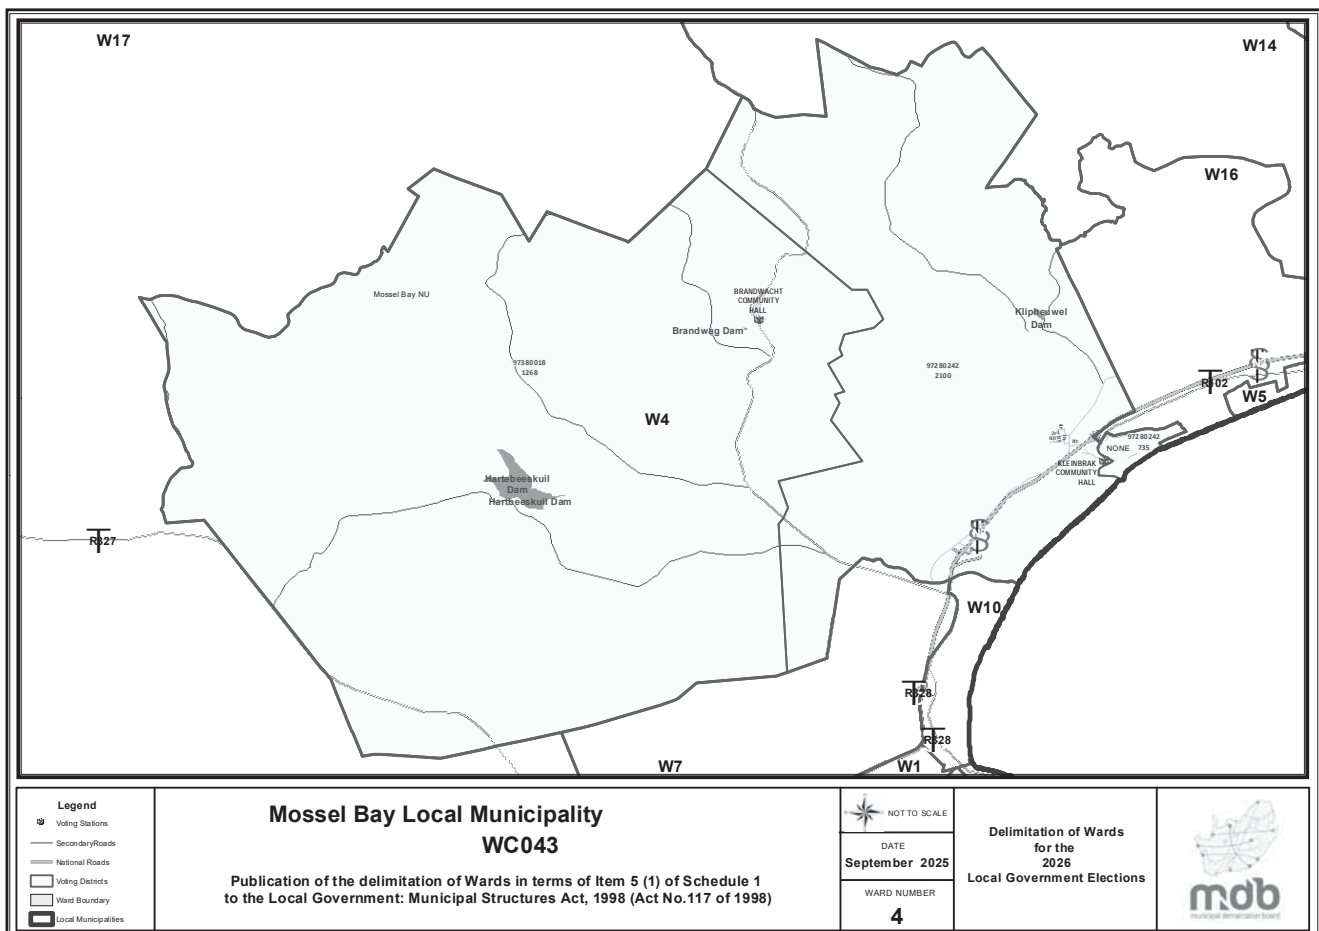 W17
W14
W16
Mossel Bay NU
BRANDWACHT
COMMUNITY
HALL
Brandwag Dam
Klipheuwel
Dam
97380018
1268
97280242
2100
R102
W5
W4
97280242
NONE 735
KLEINBRAK
COMMUNITY
HALL
Hartebeeskuil
Dam
Hartbeeskuil Dam
R327
W10
R328
R328
W7
W1
Legend
Voting Stations
SecondaryRoads
National Roads
Voting Districts
Ward Boundary
Local Municipalities
Mossel Bay Local Municipality
WC043
Publication of the delimitation of Wards in terms of Item 5 (1) of Schedule 1
to the Local Government: Municipal Structures Act, 1998 (Act No.117 of 1998)
NOT TO SCALE
DATE
September 2025
WARD NUMBER
4
Delimitation of Wards
for the
2026
Local Government Elections
mdb
municipal demarcation board